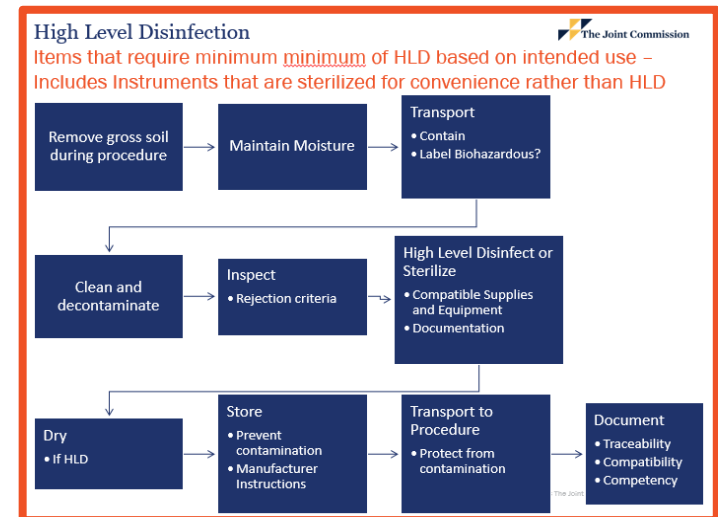 High Level Disinfection
The Joint Commission
Items that require minimum minimum of HLD based on intended use –
Includes Instruments that are sterilized for convenience rather than HLD
Remove gross soil
during procedure
Maintain Moisture
Transport
• Contain
• Label Biohazardous?
Clean and
decontaminate
Inspect
• Rejection criteria
High Level Disinfect or
Sterilize
• Compatible Supplies
and Equipment
• Documentation
Dry
• If HLD
Store
• Prevent
contamination
• Manufacturer
Instructions
Transport to
Procedure
• Protect from
contamination
Document
• Traceability
• Compatibility
• Competency
The Joint